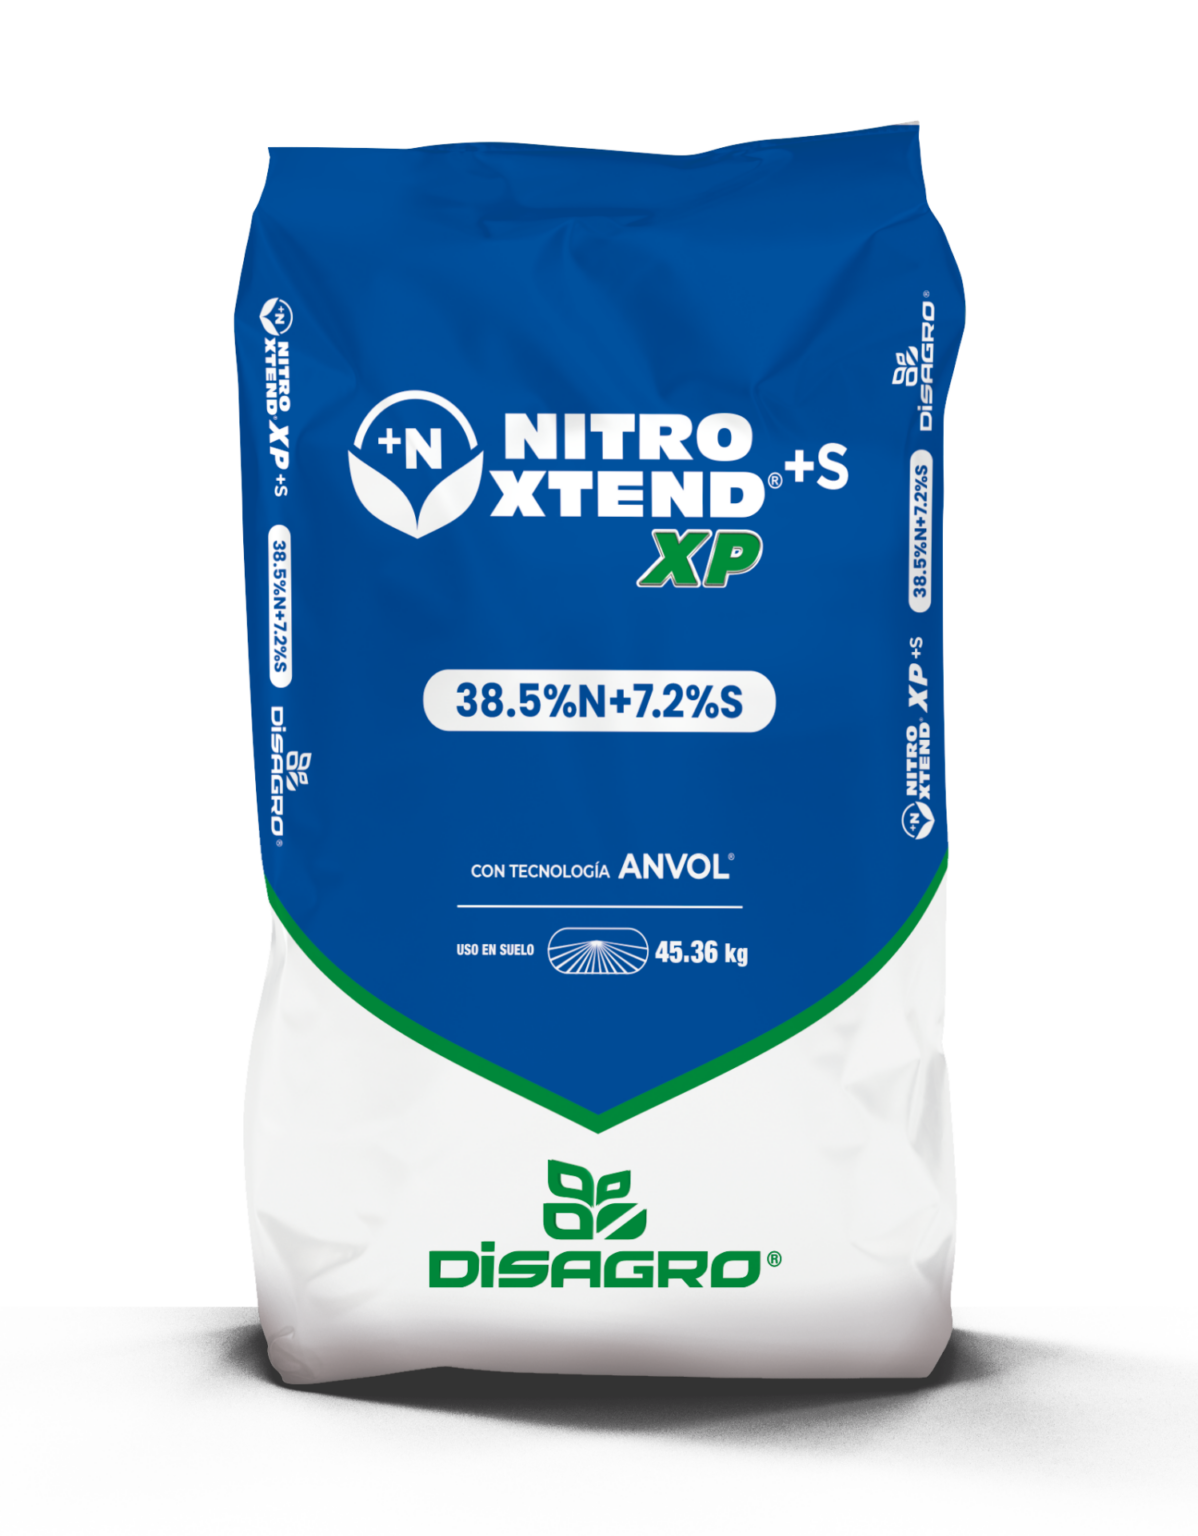 +N
NITRO
XTEND® +S
XP
38.5%N+7.2%S
CON TECNOLOGÍA ANVOL®
USO EN SUELO 45.36 kg
DISAGRO®
+N NITRO
XTEND® XP +S
38.5%N+7.2%S
DISAGRO®
DISAGRO®
38.5%N+7.2%S
+N NITRO
XTEND® XP +S